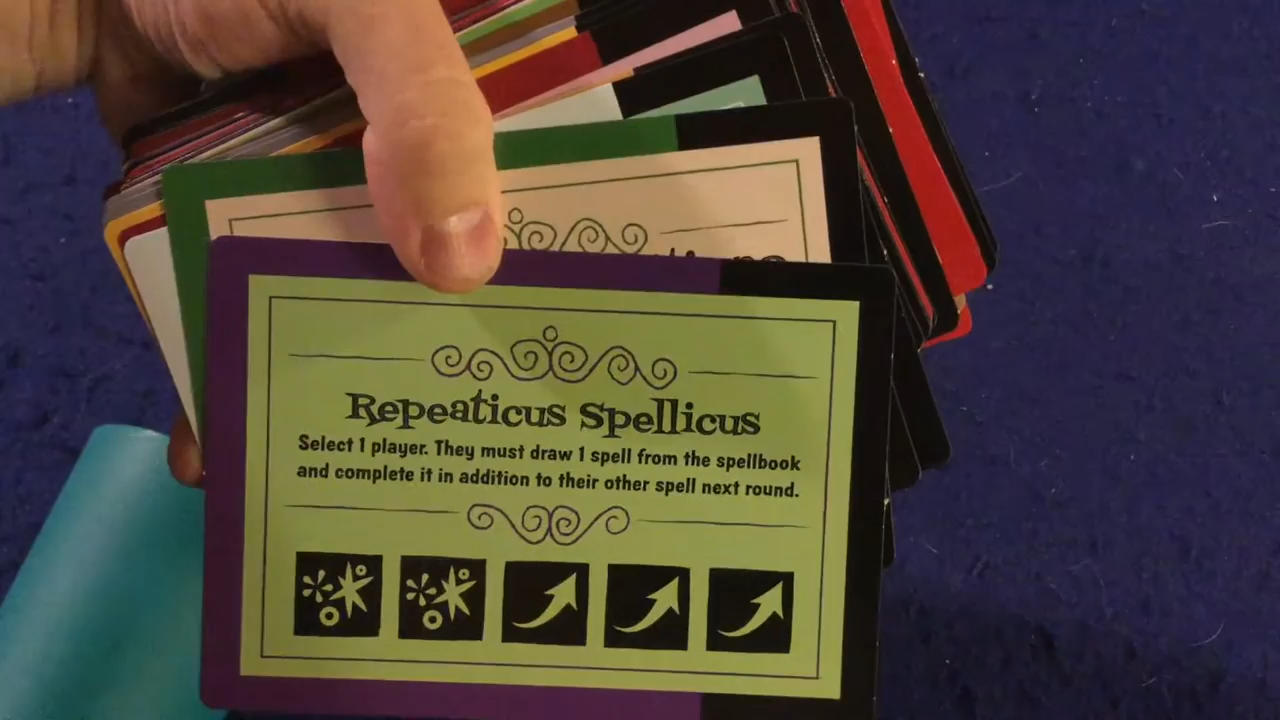 Repeaticus Spellicus
Select 1 player. They must draw 1 spell from the spellbook
and complete it in addition to their other spell next round.